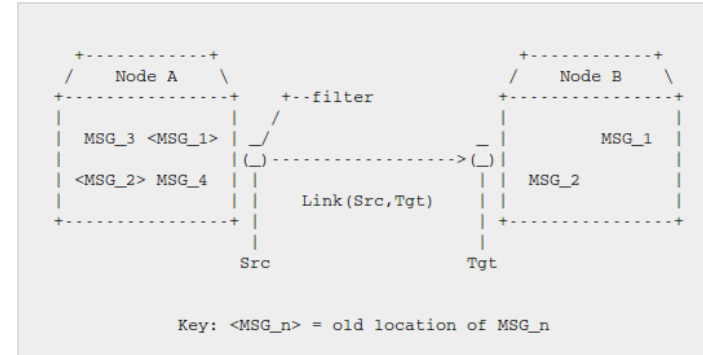 Node A Node B
+--filter
MSG_3 <MSG_1> MSG_1
<MSG_2> MSG_4 MSG_2
Link(Src,Tgt)
Src Tgt
Key: <MSG_n> = old location of MSG_n